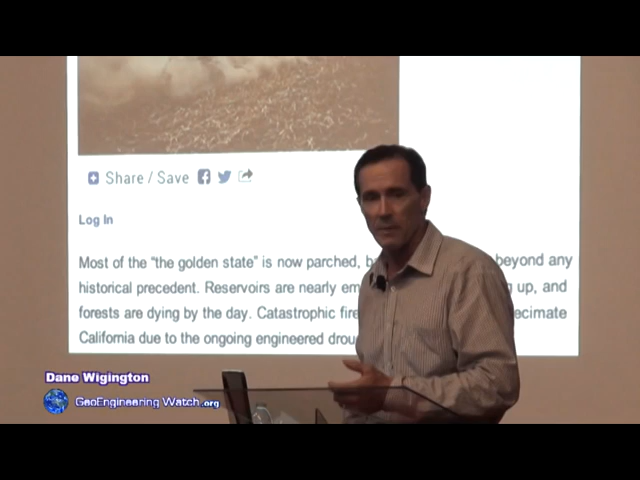 Share / Save
Log In
Most of the “the golden state” is now parched, beyond any
historical precedent. Reservoirs are nearly g up, and
forests are dying by the day. Catastrophic fire ecimate
California due to the ongoing engineered
Dane Wigington
GeoEngineering Watch.org